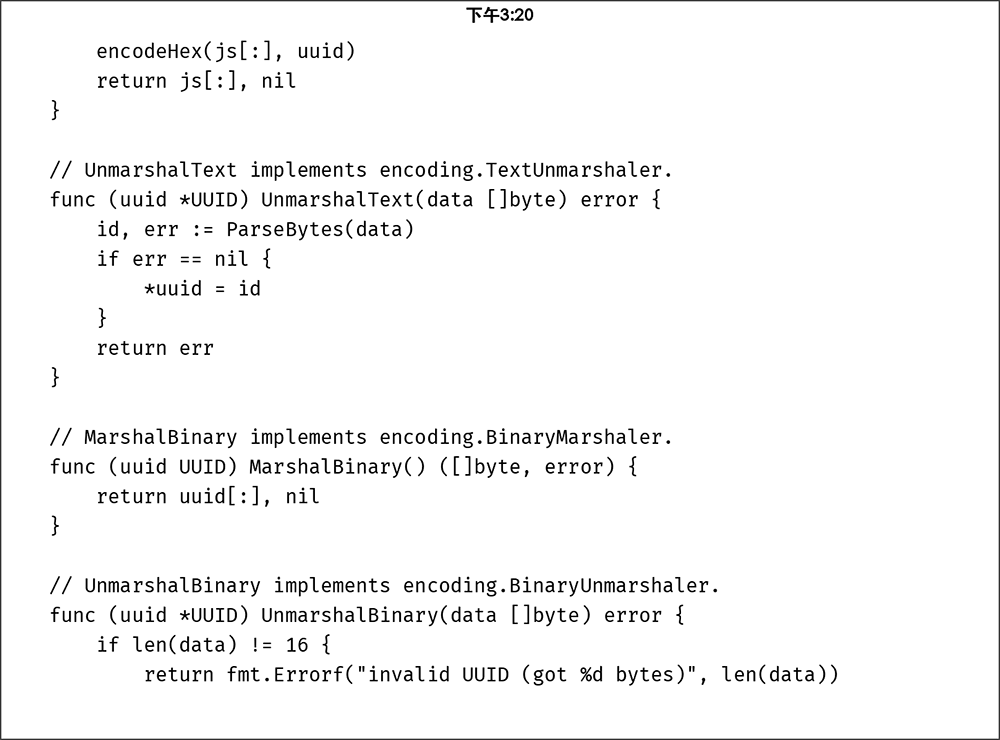 下午3:20
    encodeHex(js[:], uuid)
    return js[:], nil
}

// UnmarshalText implements encoding.TextUnmarshaler.
func (uuid *UUID) UnmarshalText(data []byte) error {
    id, err := ParseBytes(data)
    if err == nil {
        *uuid = id
    }
    return err
}

// MarshalBinary implements encoding.BinaryMarshaler.
func (uuid UUID) MarshalBinary() ([]byte, error) {
    return uuid[:], nil
}

// UnmarshalBinary implements encoding.BinaryUnmarshaler.
func (uuid *UUID) UnmarshalBinary(data []byte) error {
    if len(data) != 16 {
        return fmt.Errorf("invalid UUID (got %d bytes)", len(data))